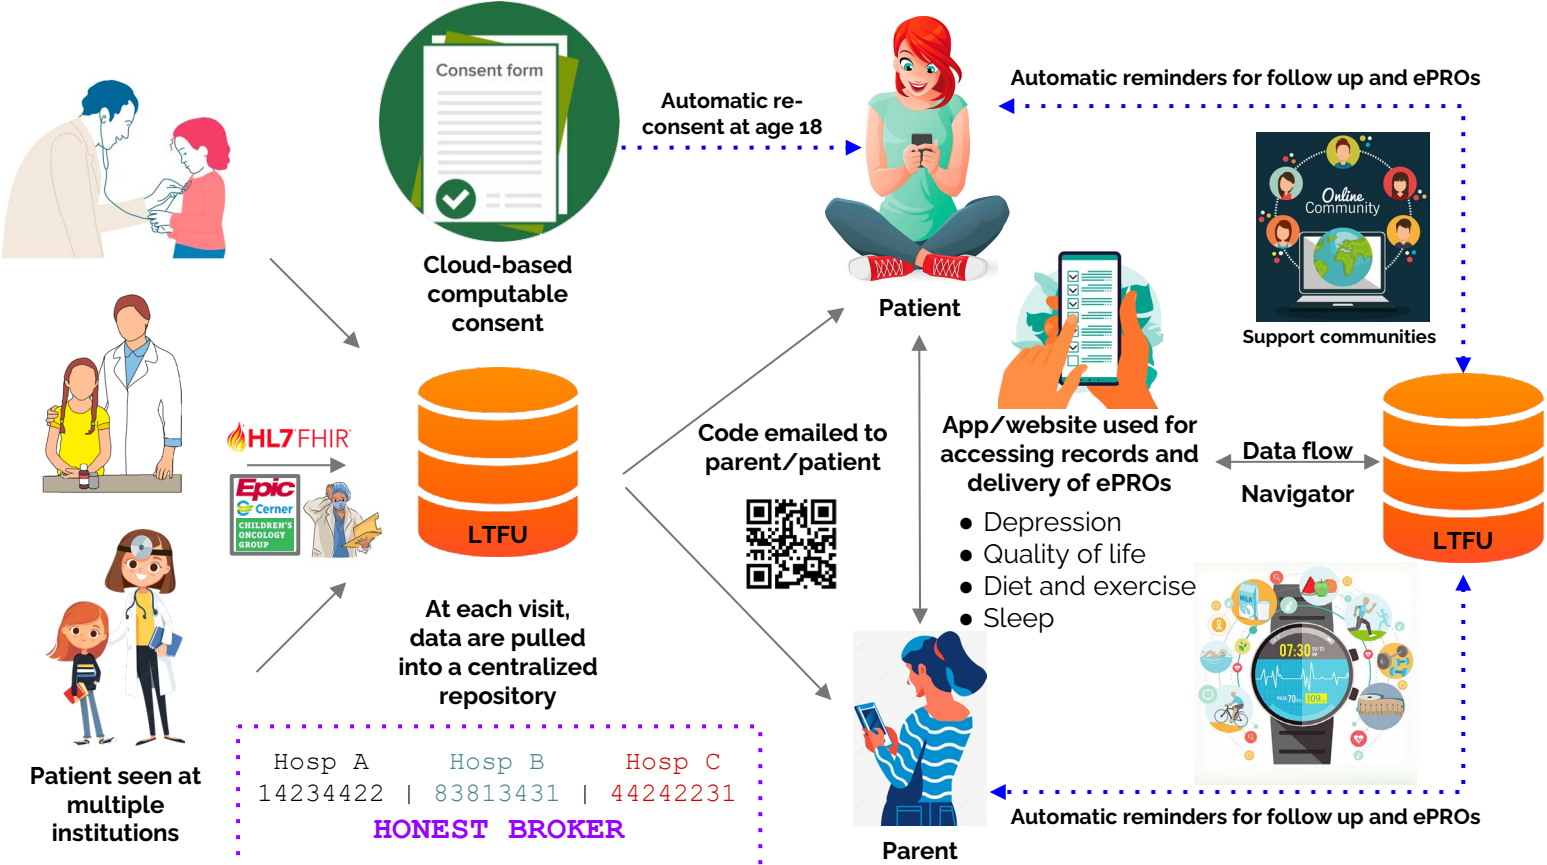 Consent form
Automatic re-
consent at age 18
Automatic reminders for follow up and ePROs
Online
Community
Cloud-based
computable
consent
Patient
Support communities
HL7 FHIR
Epic
Cerner
CHILDREN'S
ONCOLOGY
GROUP
LTFU
Code emailed to
parent/patient
App/website used for
accessing records and
delivery of ePROs
● Depression
● Quality of life
● Diet and exercise
● Sleep
Data flow
Navigator
LTFU
At each visit,
data are pulled
into a centralized
repository
MILK
07:30
70
109
Patient seen at
multiple
institutions
Hosp A Hosp B Hosp C
14234422 | 83813431 | 44242231
HONEST BROKER
Automatic reminders for follow up and ePROs
Parent